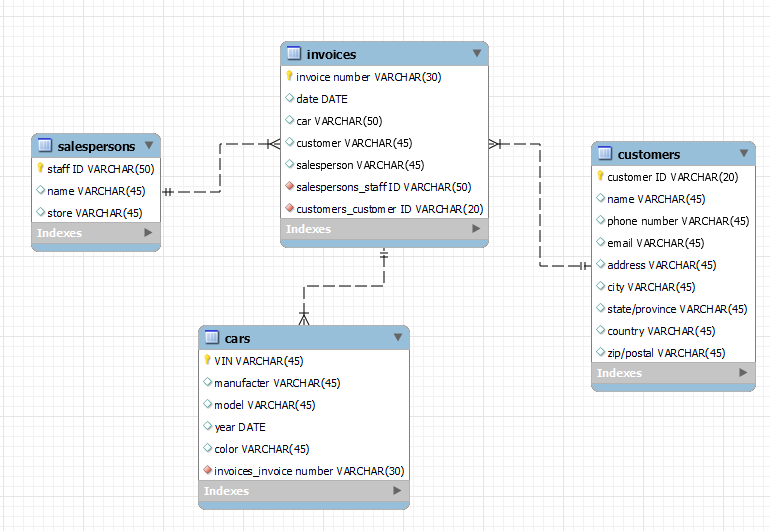 invoices
invoice number VARCHAR(30)
date DATE
car VARCHAR(50)
customer VARCHAR(45)
salesperson VARCHAR(45)
salespersons_staff ID VARCHAR(50)
customers_customer ID VARCHAR(20)
Indexes
salespersons
staff ID VARCHAR(50)
name VARCHAR(45)
store VARCHAR(45)
Indexes
customers
customer ID VARCHAR(20)
name VARCHAR(45)
phone number VARCHAR(45)
email VARCHAR(45)
address VARCHAR(45)
city VARCHAR(45)
state/province VARCHAR(45)
country VARCHAR(45)
zip/postal VARCHAR(45)
Indexes
cars
VIN VARCHAR(45)
manufacter VARCHAR(45)
model VARCHAR(45)
year DATE
color VARCHAR(45)
invoices_invoice number VARCHAR(30)
Indexes